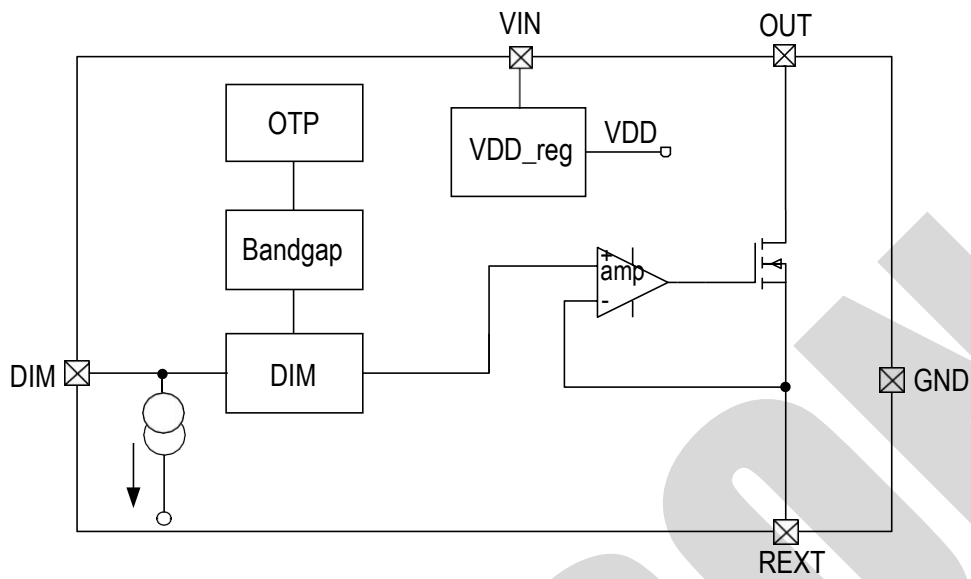 VIN
OUT
OTP
VDD_reg
VDD
Bandgap
+
amp
-
DIM
DIM
GND
REXT